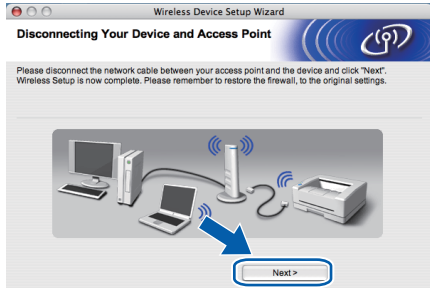 Wireless Device Setup Wizard
Disconnecting Your Device and Access Point
Please disconnect the network cable between your access point and the device and click "Next".
Wireless Setup is now complete. Please remember to restore the firewall, to the original settings.
Next >